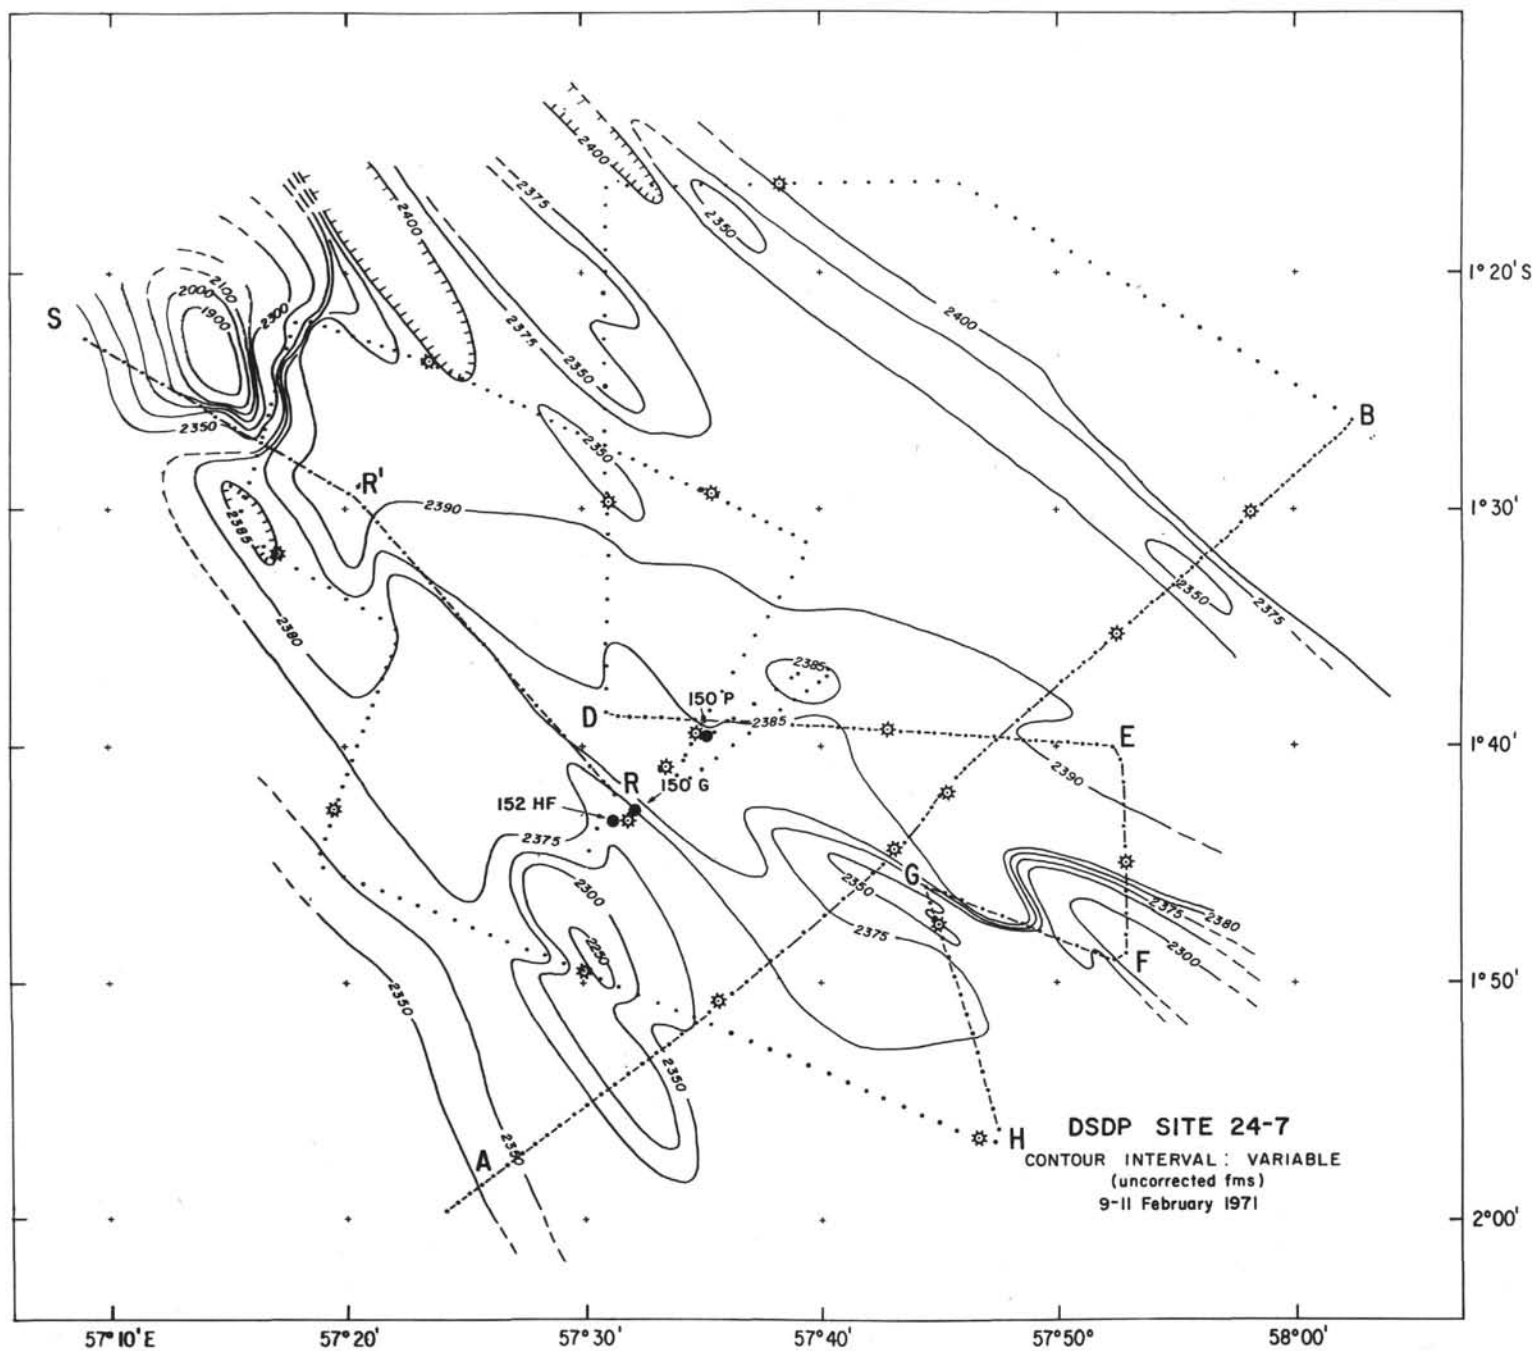 2400
2375
2400
2350
1°20'S
2100
2000
2300
1900
S
2400
2375
2350
B
2350
2350
R'
2390
1°30'
2385
2350
2375
2380
2385
150 P
D
2385
E
1°40'
2390
R
150 G
152 HF
2375
G
2350
2375
2380
2300
2375
2300
F
2250
1°50'
2350
2350
H
DSDP SITE 24-7
CONTOUR INTERVAL: VARIABLE
(uncorrected fms)
9-11 February 1971
A
2350
2°00'
57°10'E
57°20'
57°30'
57°40'
57°50°
58°00'